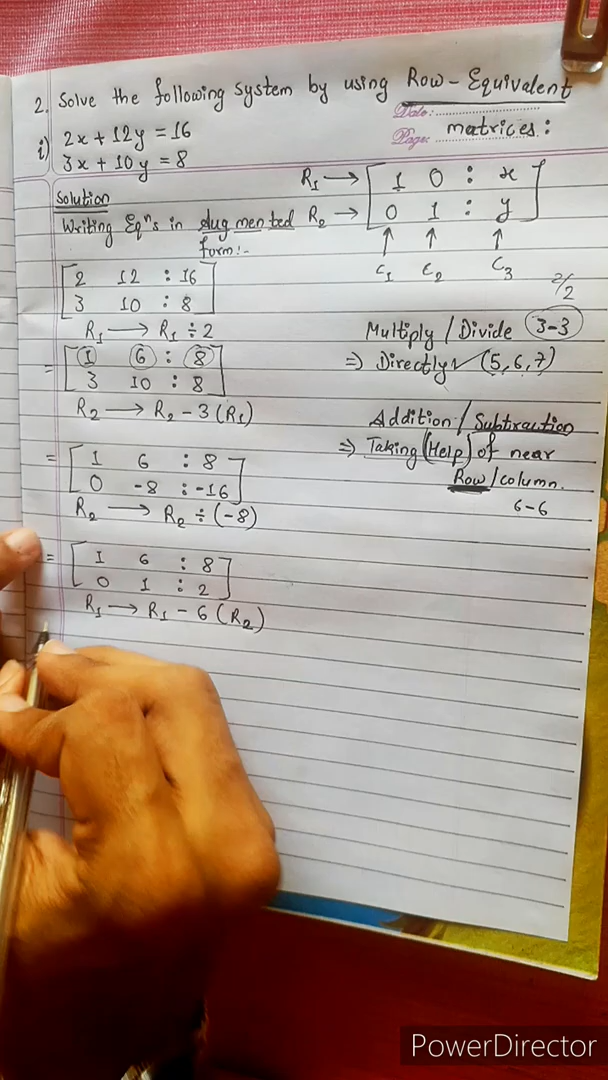 2. Solve the following system by using Row-Equivalent
Date:
Page:
matrices:
i) 2x + 12y = 16
3x + 10y = 8
Solution
Writing Eqⁿs in Augmented form:-
R₁ → [ 1 0 : x ]
R₂ → [ 0 1 : y ]
↑ ↑ ↑
C₁ C₂ C₃
[ 2 12 : 16 ]
[ 3 10 : 8 ]
R₁ → R₁ ÷ 2
= [ 1 6 : 8 ]
[ 3 10 : 8 ]
R₂ → R₂ - 3 (R₁)
= [ 1 6 : 8 ]
[ 0 -8 : -16 ]
R₂ → R₂ ÷ (-8)
= [ 1 6 : 8 ]
[ 0 1 : 2 ]
R₁ → R₁ - 6 (R₂)
2/2
Multiply / Divide 3-3
⇒ Directly ✓ (5, 6, 7)
Addition / Subtraction
⇒ Taking (Help) of near
Row/column.
6-6
PowerDirector